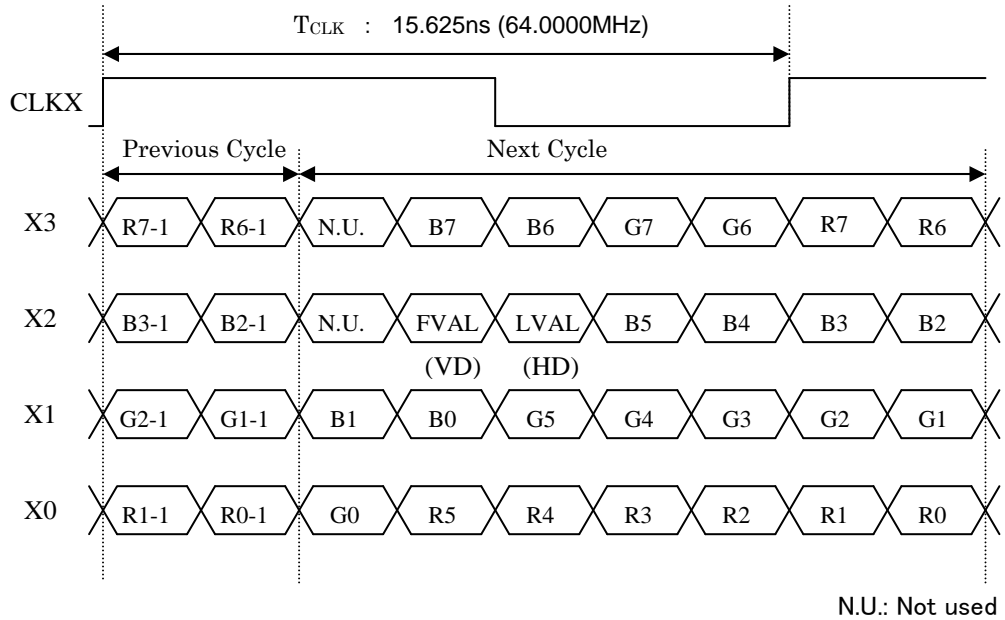 TCLK : 15.625ns (64.0000MHz)
CLKX
Previous Cycle Next Cycle
X3 R7-1 R6-1 N.U. B7 B6 G7 G6 R7 R6
X2 B3-1 B2-1 N.U. FVAL LVAL B5 B4 B3 B2
(VD) (HD)
X1 G2-1 G1-1 B1 B0 G5 G4 G3 G2 G1
X0 R1-1 R0-1 G0 R5 R4 R3 R2 R1 R0
N.U.: Not used